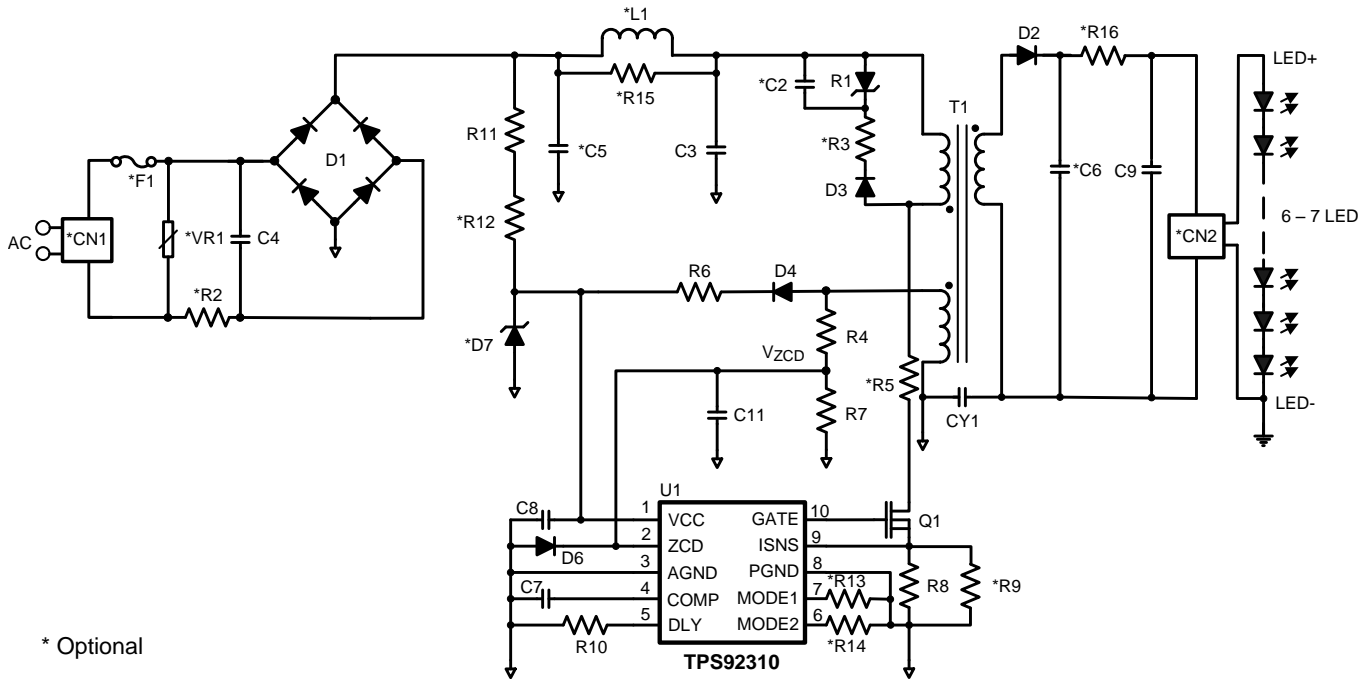 *L1
D2
*R16
LED+
*R15
*C2
R1
T1
R11
*C5
C3
*R3
D3
D1
*F1
*C6
C9
6 – 7 LED
*R12
AC
*CN1
*VR1
C4
*CN2
*R2
R6
D4
*D7
R4
VZCD
*R5
C11
R7
CY1
LED-
U1
C8
1
VCC
GATE
10
Q1
D6
2
ZCD
ISNS
9
3
AGND
PGND
8
R8
*R9
C7
4
COMP
MODE1
7
*R13
5
DLY
MODE2
6
R10
*R14
TPS92310
* Optional